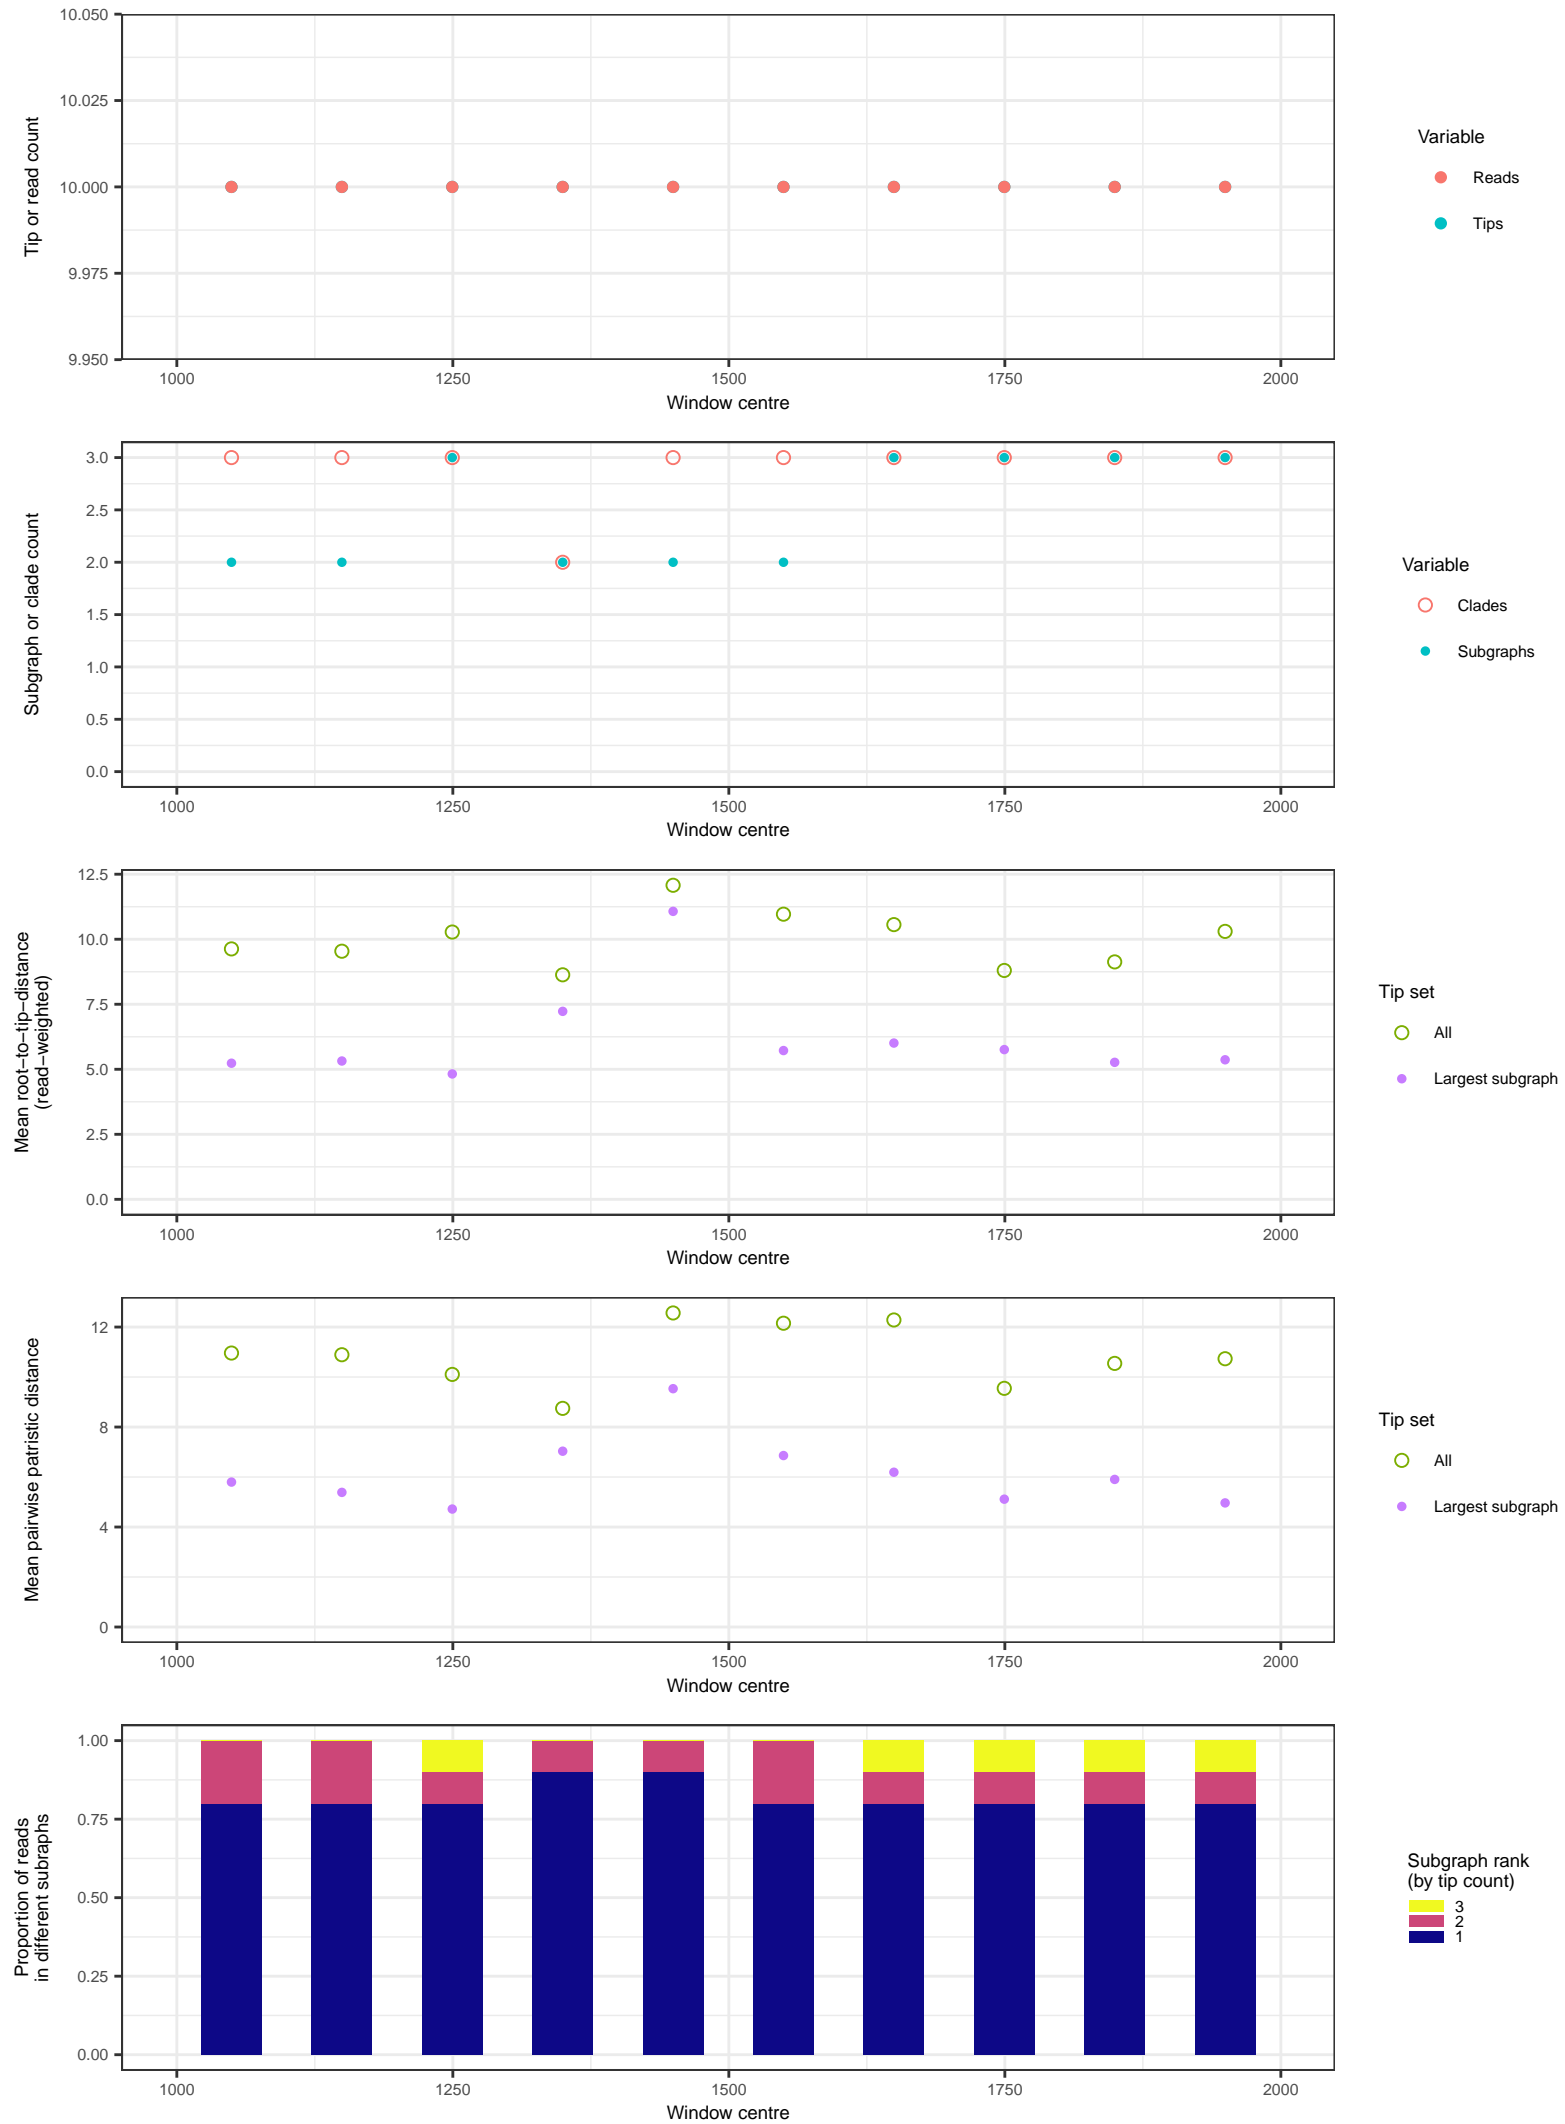 10.050
10.025
10.000
9.975
9.950
Tip or read count
1000 1250 1500 1750 2000
Window centre
Variable
Reads
Tips
3.0
2.5
2.0
1.5
1.0
0.5
0.0
Subgraph or clade count
1000 1250 1500 1750 2000
Window centre
Variable
Clades
Subgraphs
12.5
10.0
7.5
5.0
2.5
0.0
Mean root−to−tip−distance
(read−weighted)
1000 1250 1500 1750 2000
Window centre
Tip set
All
Largest subgraph
12
8
4
0
Mean pairwise patristic distance
1000 1250 1500 1750 2000
Window centre
Tip set
All
Largest subgraph
1.00
0.75
0.50
0.25
0.00
Proportion of reads
in different subraphs
1000 1250 1500 1750 2000
Window centre
Subgraph rank
(by tip count)
3
2
1